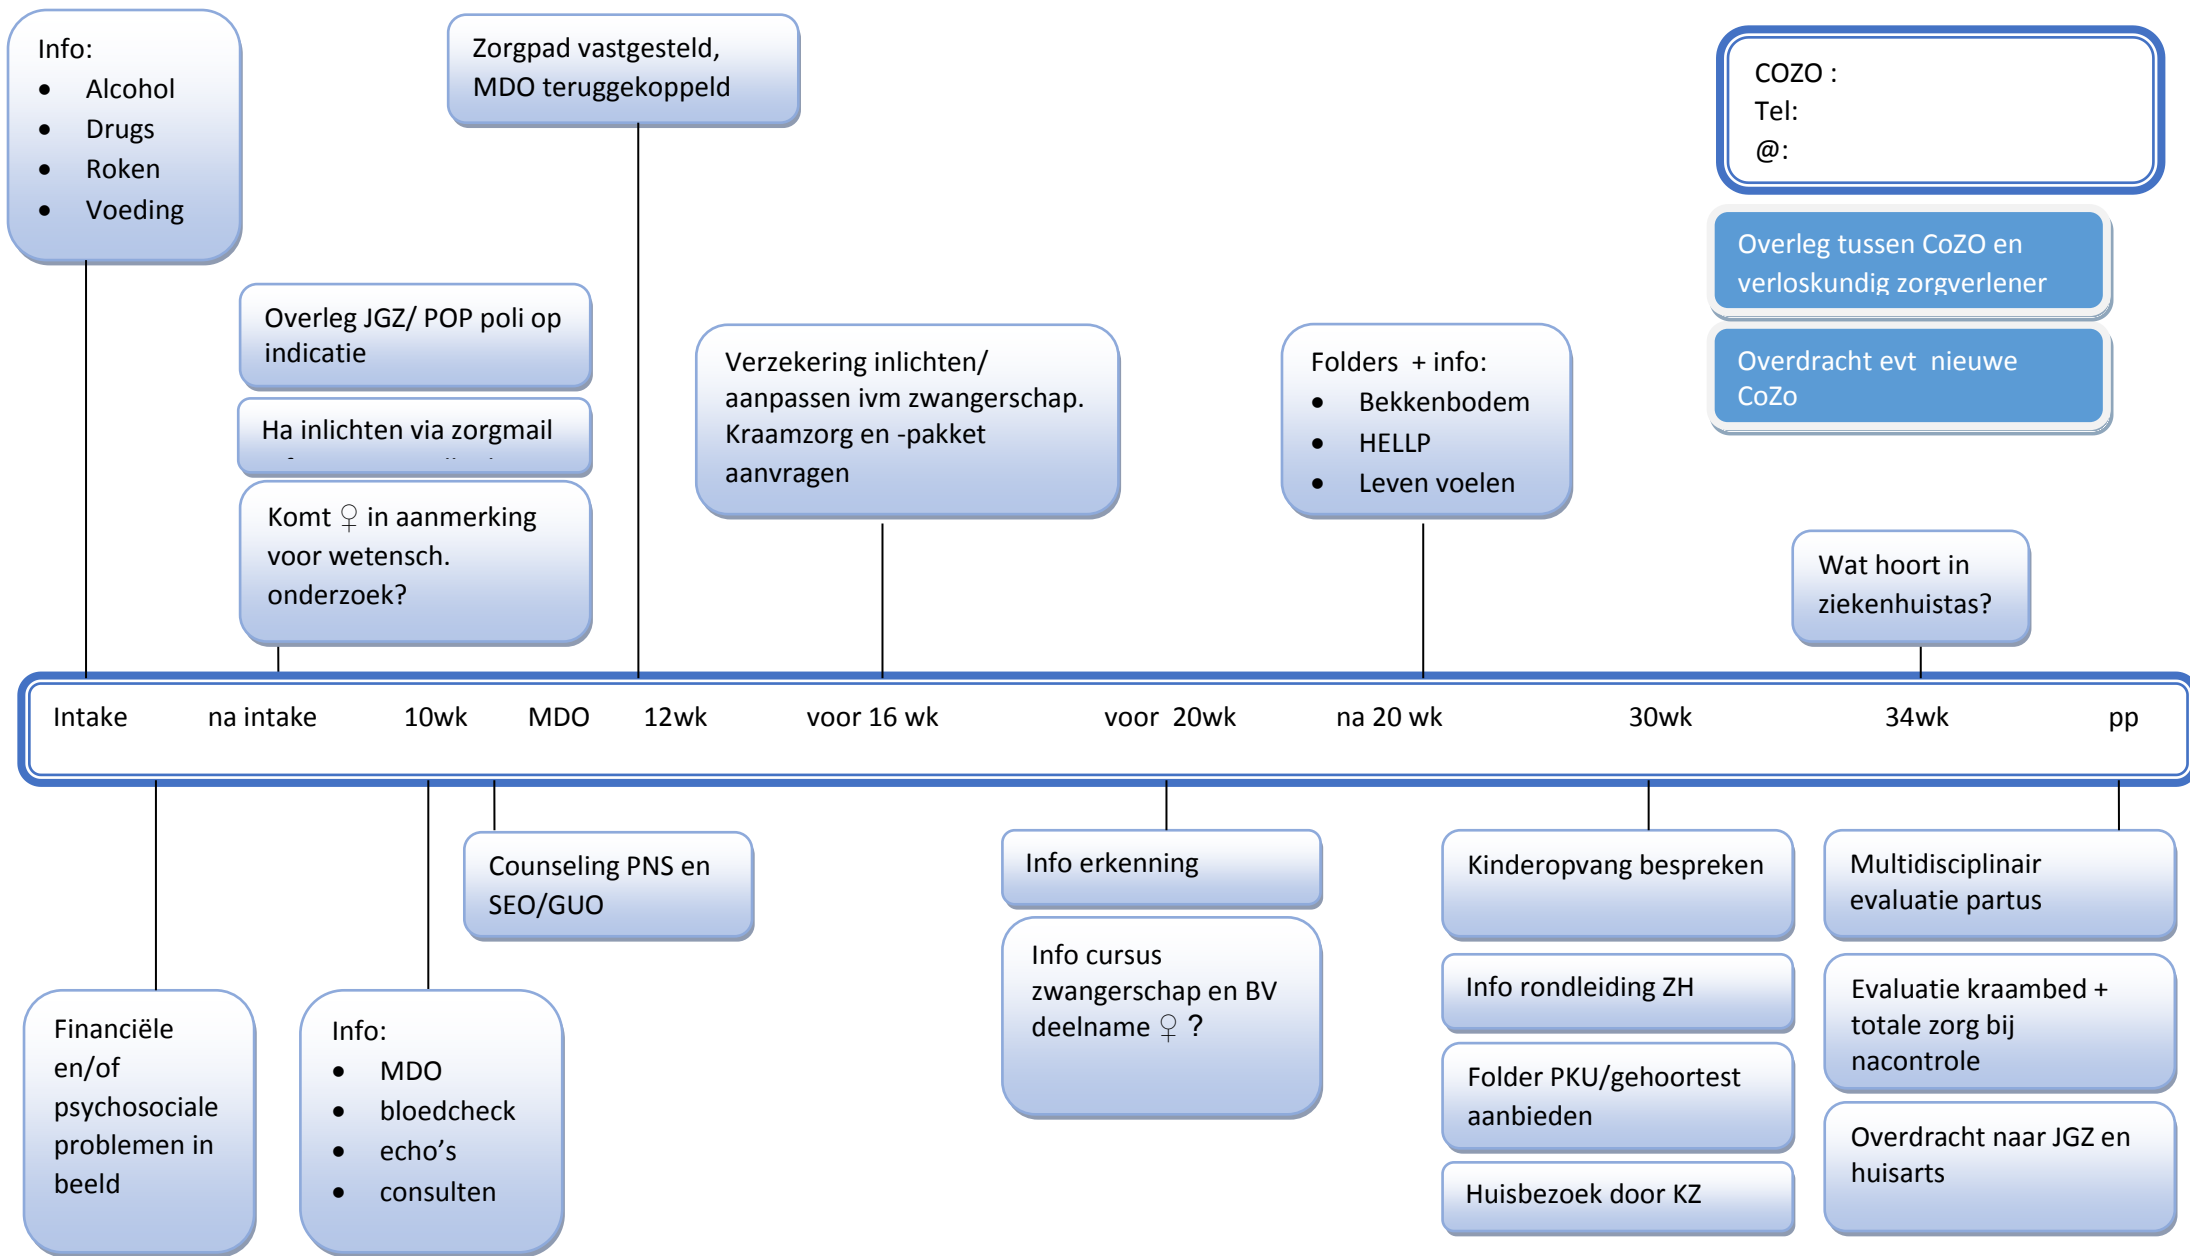 Info:
• Alcohol
• Drugs
• Roken
• Voeding
Zorgpad vastgesteld,
MDO teruggekoppeld
COZO :
Tel:
@:
Overleg tussen CoZO en
verloskundig zorgverlener
Overdracht evt nieuwe
CoZo
Overleg JGZ/ POP poli op
indicatie
Ha inlichten via zorgmail
Komt ♀ in aanmerking
voor wetensch.
onderzoek?
Verzekering inlichten/
aanpassen ivm zwangerschap.
Kraamzorg en -pakket
aanvragen
Folders + info:
• Bekkenbodem
• HELLP
• Leven voelen
Wat hoort in
ziekenhuistas?
Intake na intake 10wk MDO 12wk voor 16 wk voor 20wk na 20 wk 30wk 34wk pp
Financiële
en/of
psychosociale
problemen in
beeld
Info:
• MDO
• bloedcheck
• echo’s
• consulten
Counseling PNS en
SEO/GUO
Info erkenning
Info cursus
zwangerschap en BV
deelname ♀ ?
Kinderopvang bespreken
Info rondleiding ZH
Folder PKU/gehoortest
aanbieden
Huisbezoek door KZ
Multidisciplinair
evaluatie partus
Evaluatie kraambed +
totale zorg bij
nacontrole
Overdracht naar JGZ en
huisarts